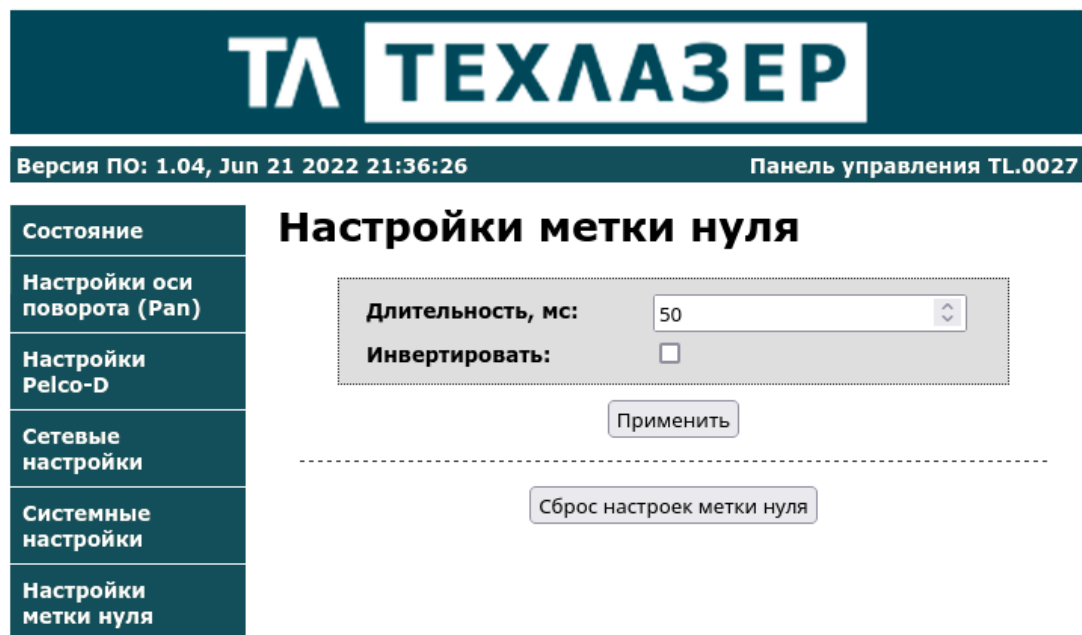 ТЛ ТЕХЛАЗЕР
Версия ПО: 1.04, Jun 21 2022 21:36:26
Панель управления TL.0027
Состояние
Настройки оси
поворота (Pan)
Настройки
Pelco-D
Сетевые
настройки
Системные
настройки
Настройки
метки нуля
Настройки метки нуля
Длительность, мс: 50
Инвертировать:
Применить
Сброс настроек метки нуля